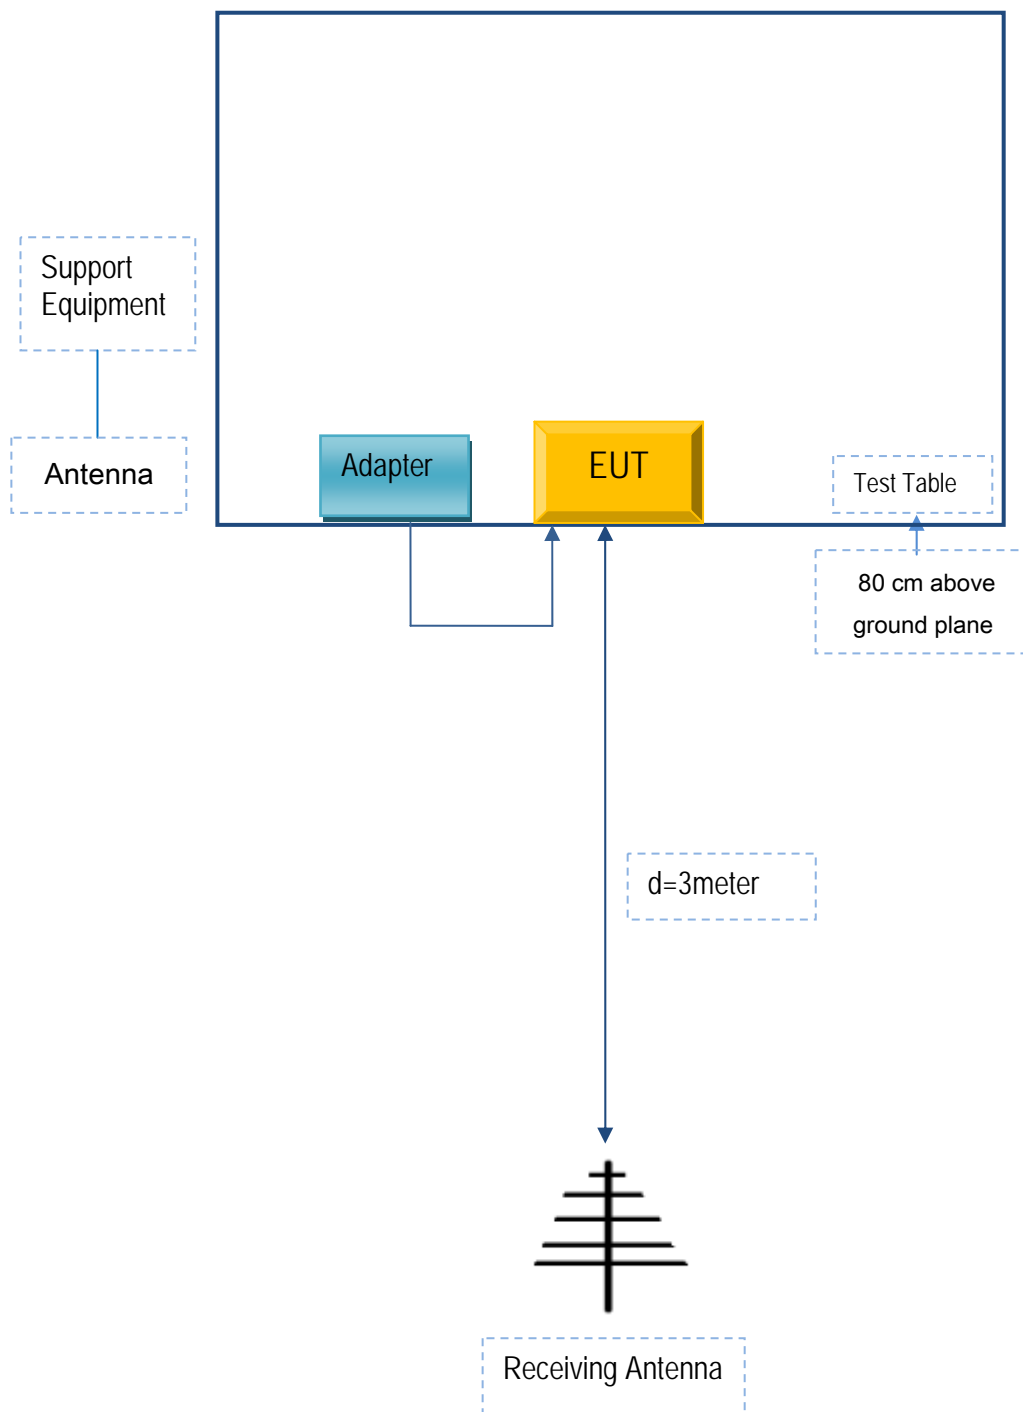 Support
Equipment
Antenna
Adapter
EUT
Test Table
80 cm above
ground plane
d=3meter
Receiving Antenna